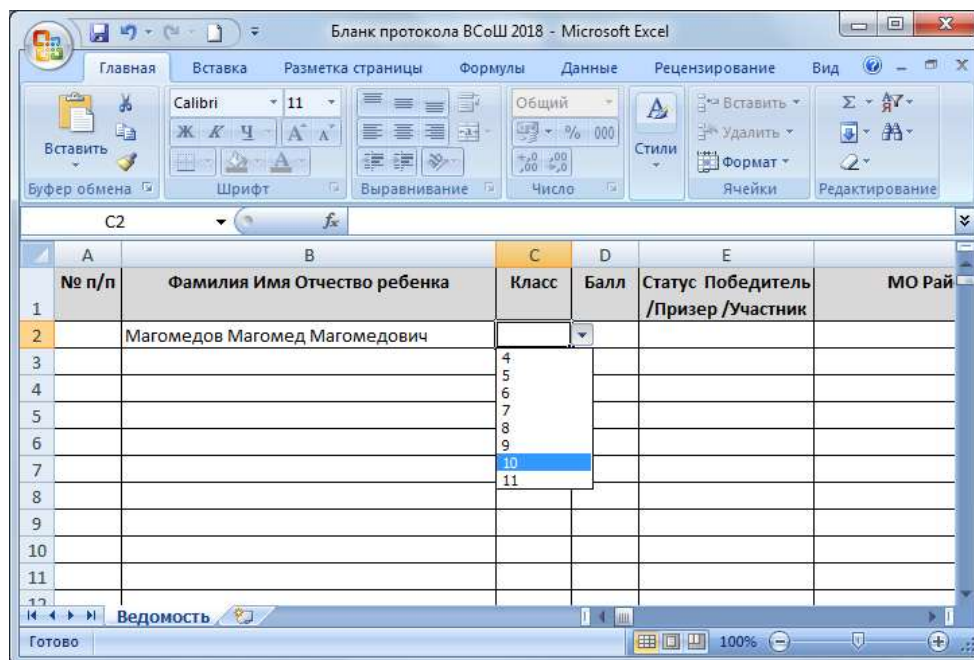 Бланк протокола ВСоШ 2018 - Microsoft Excel
Главная Вставка Разметка страницы Формулы Данные Рецензирование Вид
Calibri 11 Общий Вставить
Ж К Ч % 000 Удалить
Вставить Стили Формат
Буфер обмена Шрифт Выравнивание Число Ячейки Редактирование
C2 fx
A B C D E
№ п/п Фамилия Имя Отчество ребенка Класс Балл Статус Победитель МО Рай
1 /Призер /Участник
2 Магомедов Магомед Магомедович
3 4
5
4 6
5 7
8
6 9
7 10
11
8
9
10
11
12
Ведомость
Готово 100%